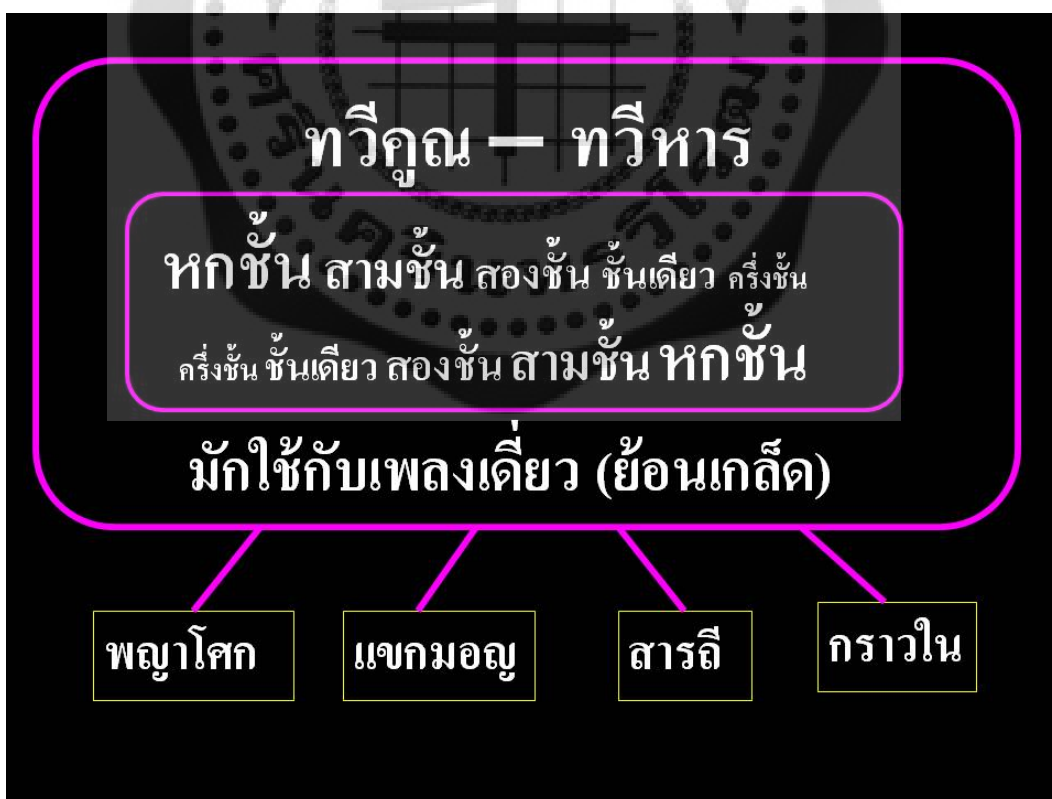 ทวีคูณ — ทวีหาร
หกชั้น สามชั้น สองชั้น ชั้นเดียว ครึ่งชั้น
ครึ่งชั้น ชั้นเดียว สองชั้น สามชั้น หกชั้น
มักใช้กับเพลงเดี่ยว (ย้อนเกล็ด)
พญาโศก
แขกมอญ
สารถี
กราวใน